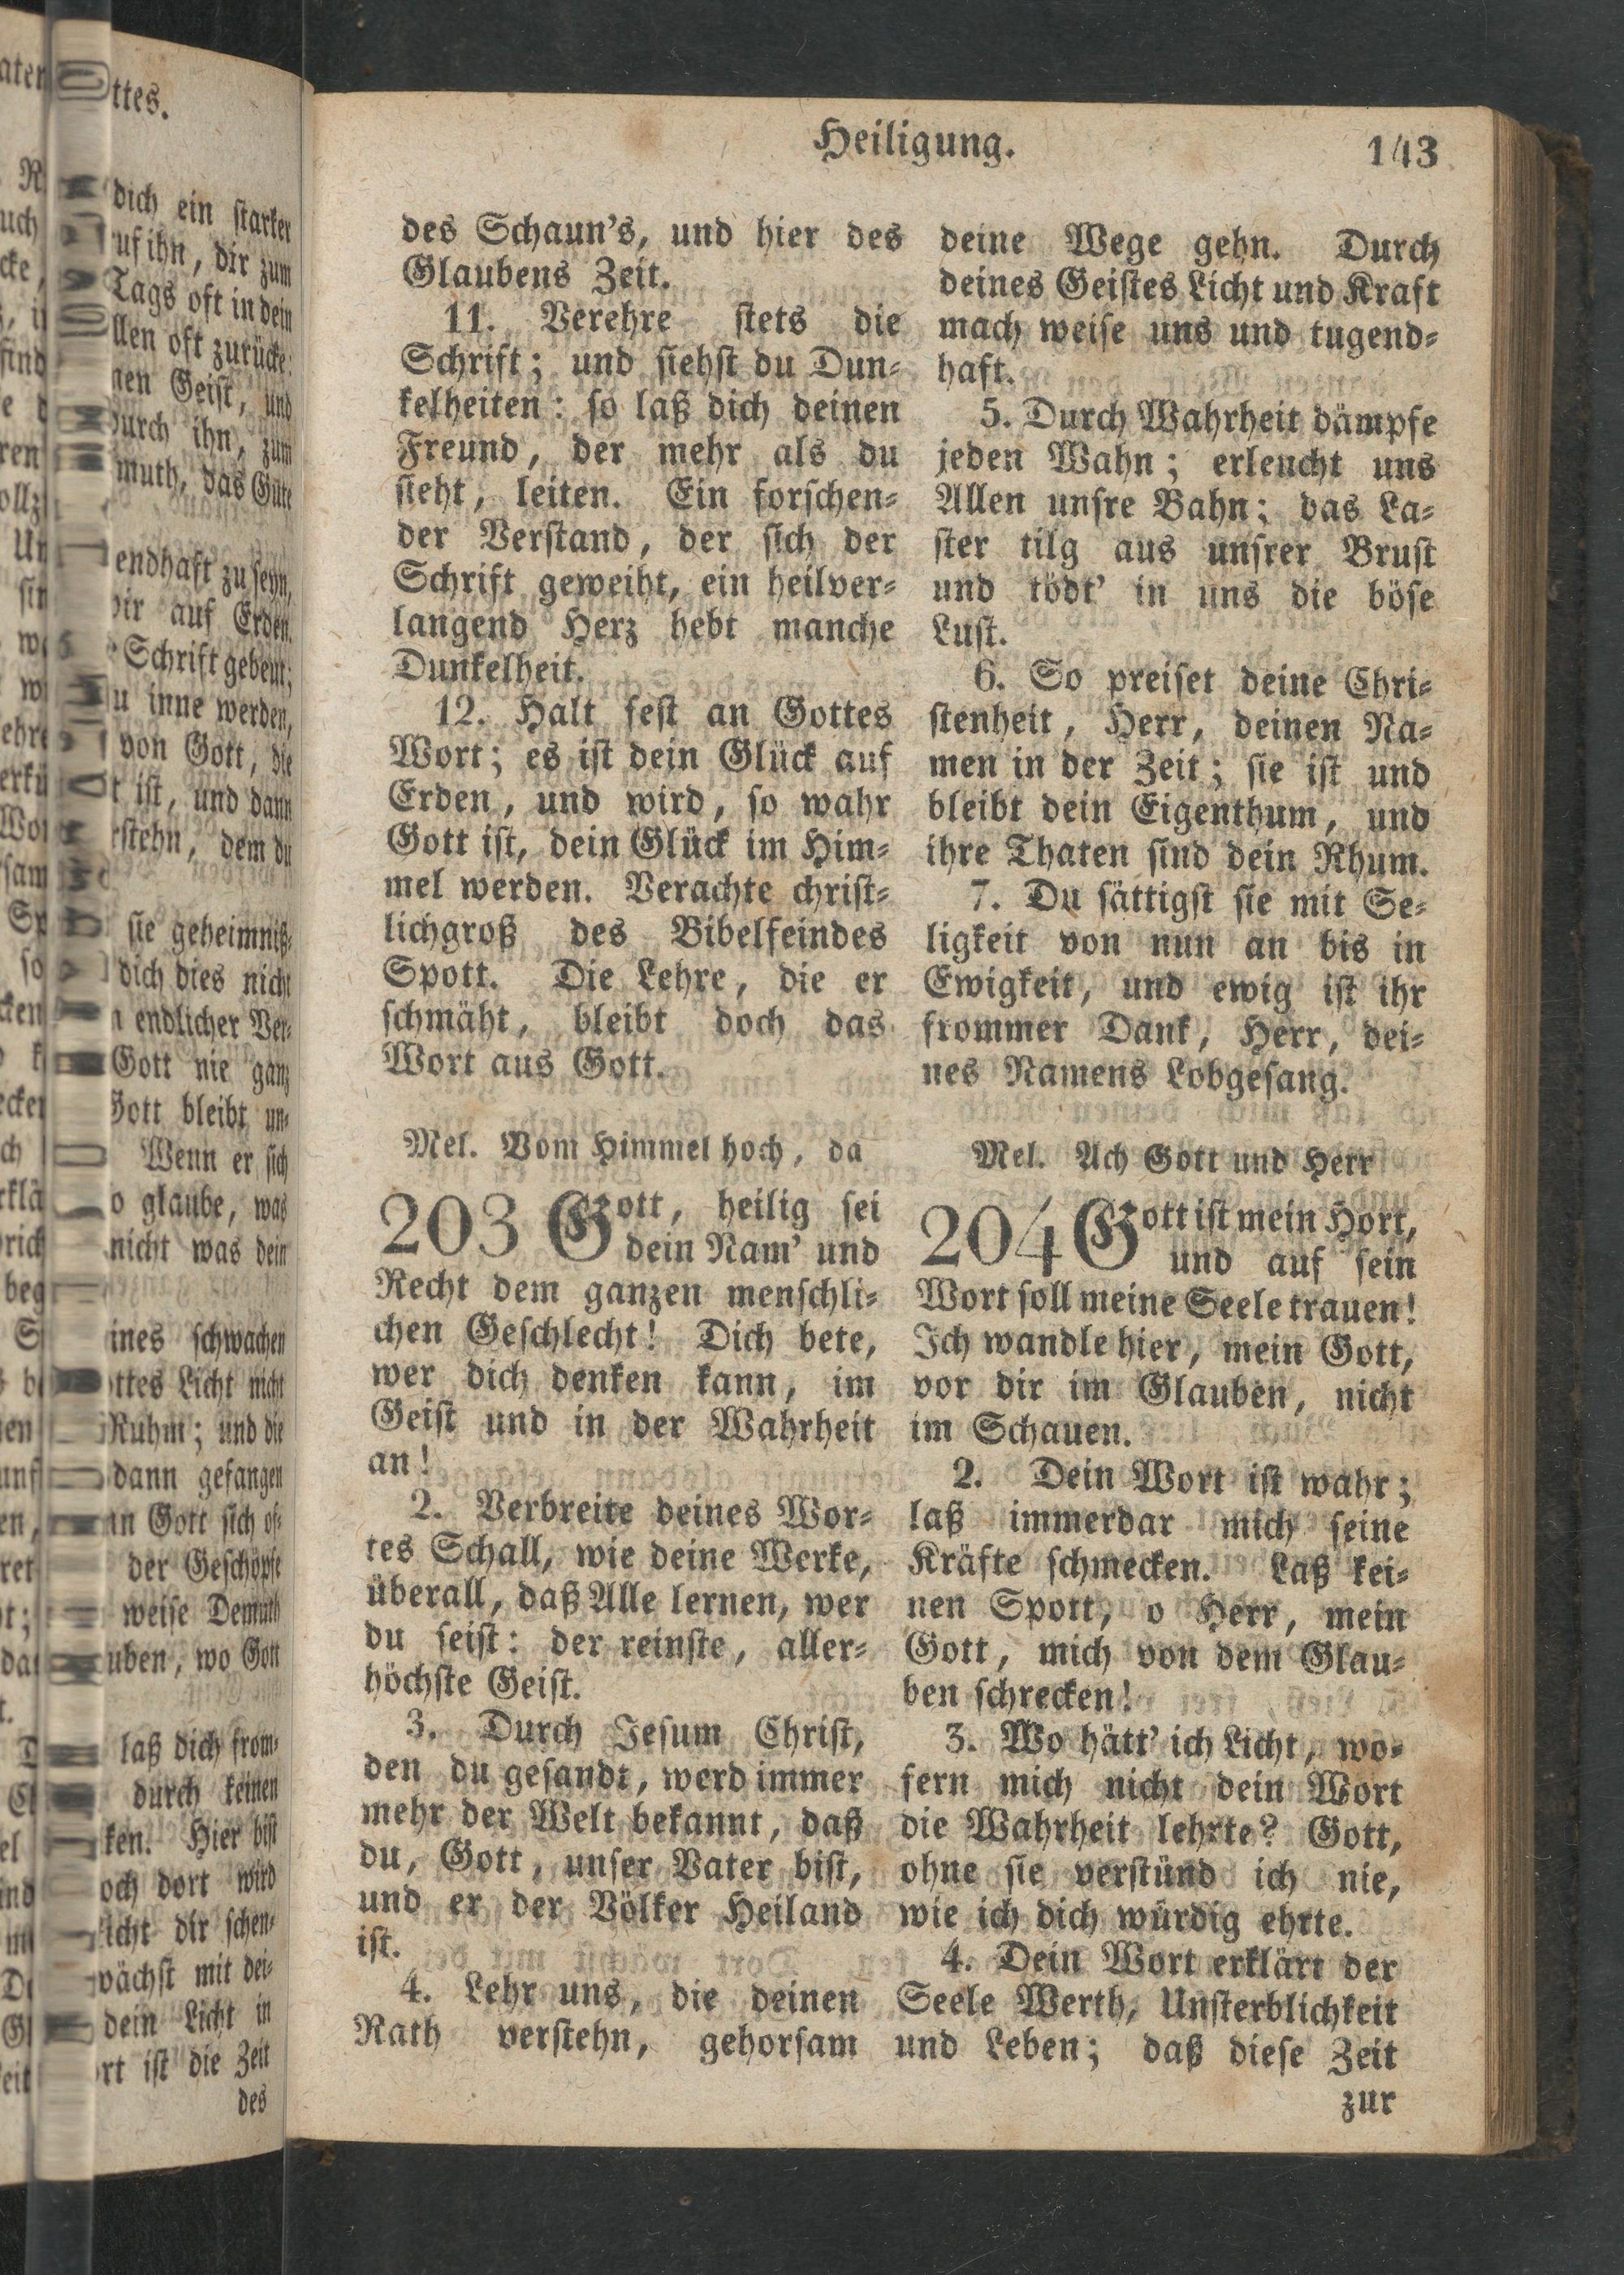 Heiligung.
143
des Schaun's, und hier des
Glaubens Zeit.
11. Verehre stets die
Schrift; und siehst du Dun-
kelheiten: so laß dich deinen
Freund, der mehr als du
sieht, leiten. Ein forschen-
der Verstand, der sich der
Schrift geweiht, ein heilver-
langend Herz hebt manche
Dunkelheit.
12. Halt fest an Gottes
Wort; es ist dein Glück auf
Erden, und wird, so wahr
Gott ist, dein Glück im Him-
mel werden. Verachte christ-
lichgroß des Bibelfeindes
Spott. Die Lehre, die er
schmäht, bleibt doch das
Wort aus Gott.
Mel. Vom Himmel hoch, da
203 Gott, heilig sei
dein Nam' und
Recht dem ganzen menschli-
chen Geschlecht! Dich bete,
wer dich denken kann, im
Geist und in der Wahrheit
an!
2. Verbreite deines Wor-
tes Schall, wie deine Werke,
überall, daß Alle lernen, wer
du seist: der reinste, aller-
höchste Geist.
3. Durch Jesum Christ,
den du gesandt, werd immer
mehr der Welt bekannt, daß
du, Gott, unser Vater bist,
und er der Völker Heiland
ist.
4. Lehr uns, die deinen
Rath verstehn, gehorsam
deine Wege gehn. Durch
deines Geistes Licht und Kraft
mach weise uns und tugend-
haft.
5. Durch Wahrheit dämpfe
jeden Wahn; erleucht uns
Allen unsre Bahn; das La-
ster tilg aus unsrer Brust
und tödt' in uns die böse
Lust.
6. So preiset deine Chri-
stenheit, Herr, deinen Na-
men in der Zeit; sie ist und
bleibt dein Eigenthum, und
ihre Thaten sind dein Rhum.
7. Du sättigst sie mit Se-
ligkeit von nun an bis in
Ewigkeit, und ewig ist ihr
frommer Dank, Herr, dei-
nes Namens Lobgesang.
Mel. Ach Gott und Herr
204 Gott ist mein Hort,
und auf sein
Wort soll meine Seele trauen!
Ich wandle hier, mein Gott,
vor dir im Glauben, nicht
im Schauen.
2. Dein Wort ist wahr;
laß immerdar mich seine
Kräfte schmecken. Laß kei-
nen Spott, o Herr, mein
Gott, mich von dem Glau-
ben schrecken!
3. Wo hätt' ich Licht, wo-
fern mich nicht dein Wort
die Wahrheit lehrte? Gott,
ohne sie verstünd ich nie,
wie ich dich würdig ehrte.
4. Dein Wort erklärt der
Seele Werth, Unsterblichkeit
und Leben; daß diese Zeit
zur